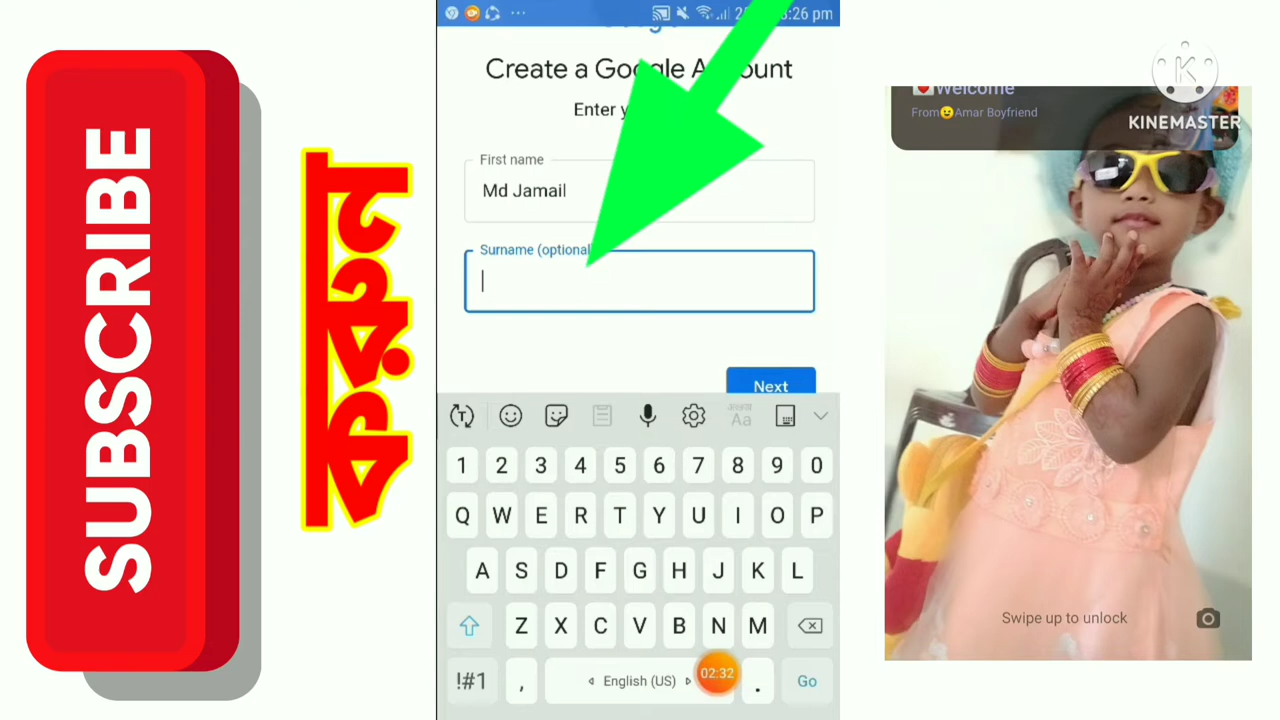 SUBSCRIBE
করতে
Create a Google Account
Enter y
First name
Md Jamail
Surname (optional
Next
1 2 3 4 5 6 7 8 9 0
Q W E R T Y U I O P
A S D F G H J K L
Z X C V B N M
!#1 , English (US) . Go
02:32
Welcome
From😉Amar Boyfriend
KINEMASTER
Swipe up to unlock